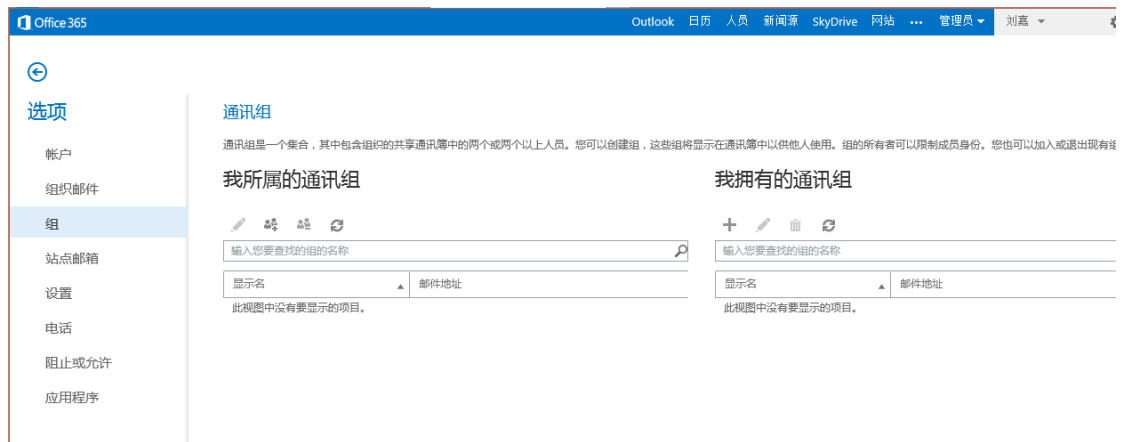 Office 365 Outlook 日历 人员 新闻源 SkyDrive 网站 ••• 管理员 刘嘉
选项
帐户
组织邮件
组
站点邮箱
设置
电话
阻止或允许
应用程序
通讯组
通讯组是一个集合，其中包含组织的共享通讯簿中的两个或两个以上人员。您可以创建组，这些组将显示在通讯簿中以供他人使用。组的所有者可以限制成员身份。您也可以加入或退出现有组
我所属的通讯组
输入您要查找的组的名称
显示名 邮件地址
此视图中没有要显示的项目。
我拥有的通讯组
输入您要查找的组的名称
显示名 邮件地址
此视图中没有要显示的项目。